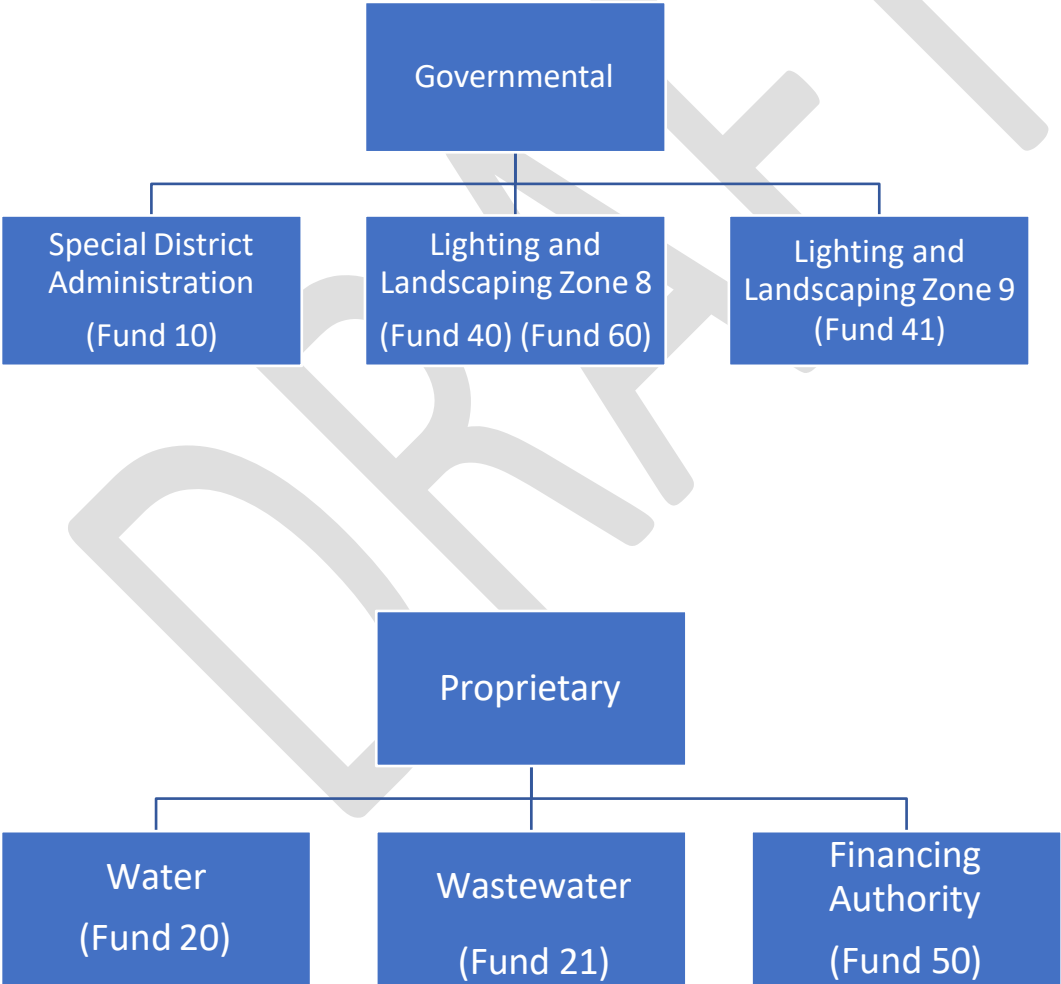 Governmental
Special District
Administration
(Fund 10)
Lighting and
Landscaping Zone 8
(Fund 40) (Fund 60)
Lighting and
Landscaping Zone 9
(Fund 41)
DRAFT
Proprietary
Water
(Fund 20)
Wastewater
(Fund 21)
Financing
Authority
(Fund 50)